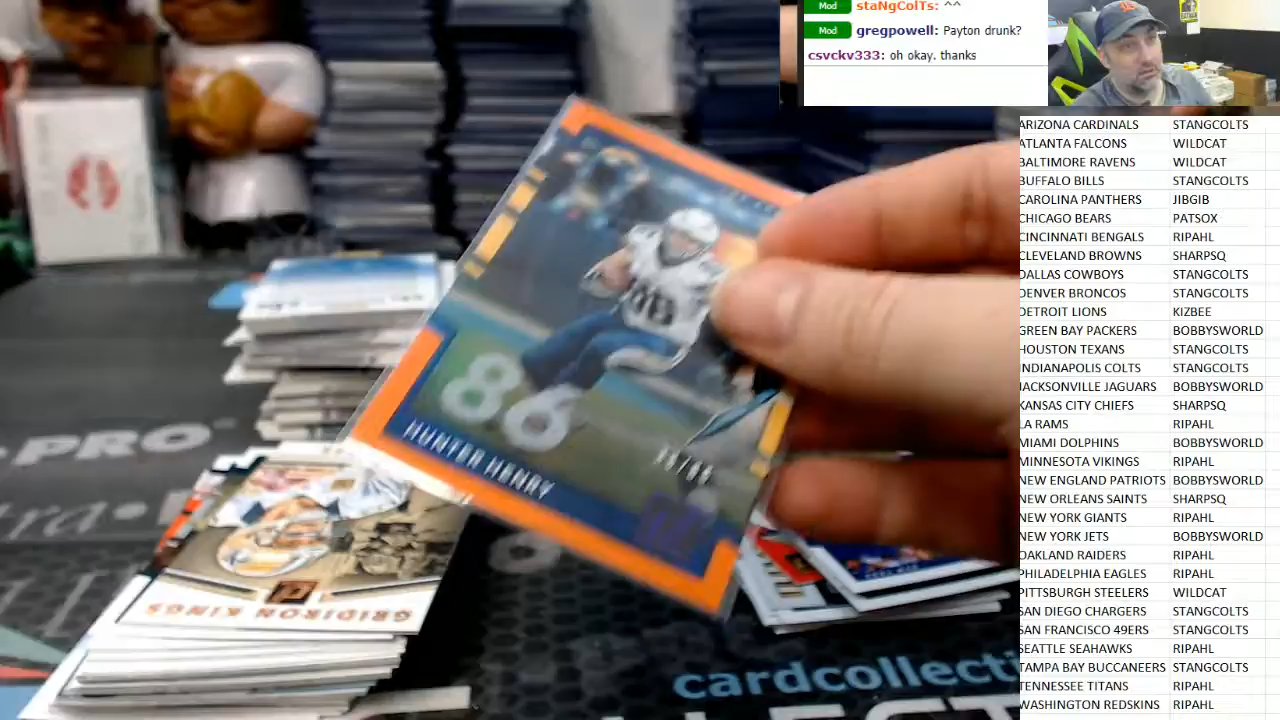 Mod staNgColTs: ^^
Mod gregpowell: Payton drunk?
csvckv333: oh okay. thanks
ARIZONA CARDINALS STANGCOLTS
ATLANTA FALCONS WILDCAT
BALTIMORE RAVENS WILDCAT
BUFFALO BILLS STANGCOLTS
CAROLINA PANTHERS JIBGIB
CHICAGO BEARS PATSOX
CINCINNATI BENGALS RIPAHL
CLEVELAND BROWNS SHARPSQ
DALLAS COWBOYS STANGCOLTS
DENVER BRONCOS STANGCOLTS
DETROIT LIONS KIZBEE
GREEN BAY PACKERS BOBBYSWORLD
HOUSTON TEXANS STANGCOLTS
INDIANAPOLIS COLTS STANGCOLTS
JACKSONVILLE JAGUARS BOBBYSWORLD
KANSAS CITY CHIEFS SHARPSQ
LA RAMS RIPAHL
MIAMI DOLPHINS BOBBYSWORLD
MINNESOTA VIKINGS RIPAHL
NEW ENGLAND PATRIOTS BOBBYSWORLD
NEW ORLEANS SAINTS SHARPSQ
NEW YORK GIANTS RIPAHL
NEW YORK JETS BOBBYSWORLD
OAKLAND RAIDERS RIPAHL
PHILADELPHIA EAGLES RIPAHL
PITTSBURGH STEELERS WILDCAT
SAN DIEGO CHARGERS STANGCOLTS
SAN FRANCISCO 49ERS STANGCOLTS
SEATTLE SEAHAWKS RIPAHL
TAMPA BAY BUCCANEERS STANGCOLTS
TENNESSEE TITANS RIPAHL
WASHINGTON REDSKINS RIPAHL
86
HUNTER HENRY
GRIDIRON KINGS
cardcollecti